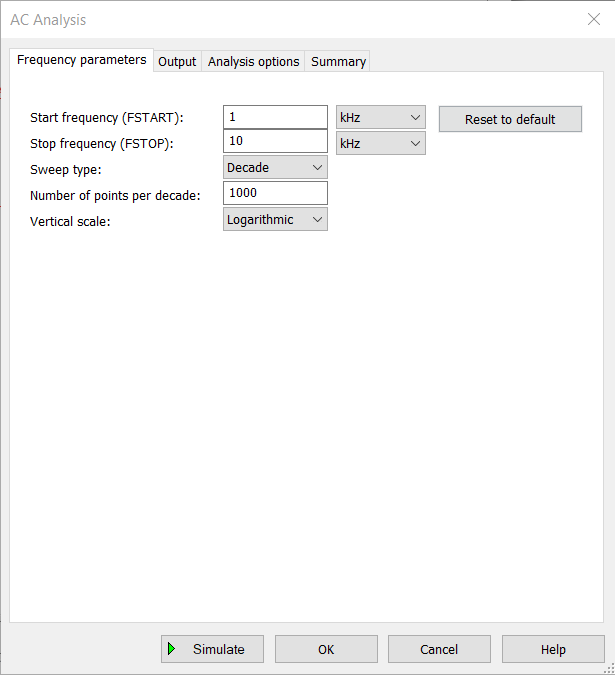 AC Analysis
Frequency parameters Output Analysis options Summary
Start frequency (FSTART): 1 kHz Reset to default
Stop frequency (FSTOP): 10 kHz
Sweep type: Decade
Number of points per decade: 1000
Vertical scale: Logarithmic
Simulate OK Cancel Help